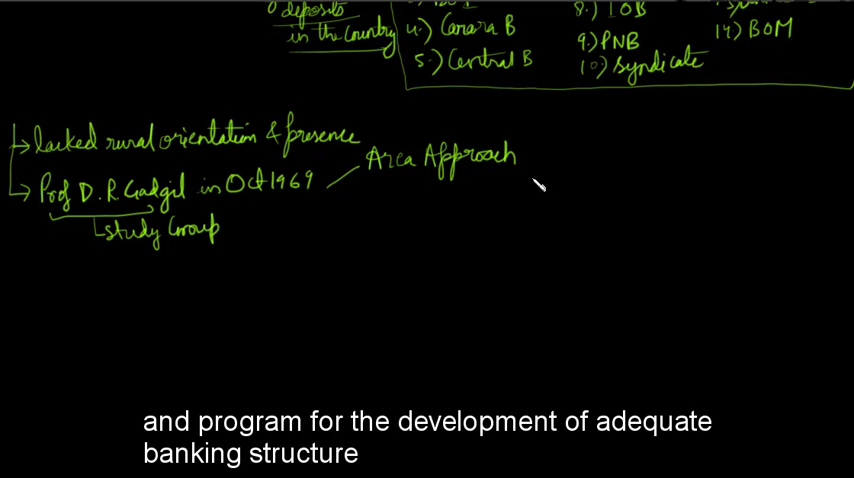 deposits
in the Country
4.) Canara B
5.) Central B
8.) IOB
9.) PNB
10) Syndicate
14) BOM
lacked rural orientation & presence
Prof D. R. Gadgil in Oct 1969
Area Approach
study Group
and program for the development of adequate
banking structure